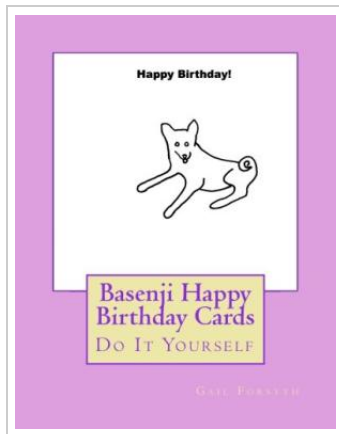 Happy Birthday!
Basenji Happy
Birthday Cards
Do It Yourself
Gail Forsyth